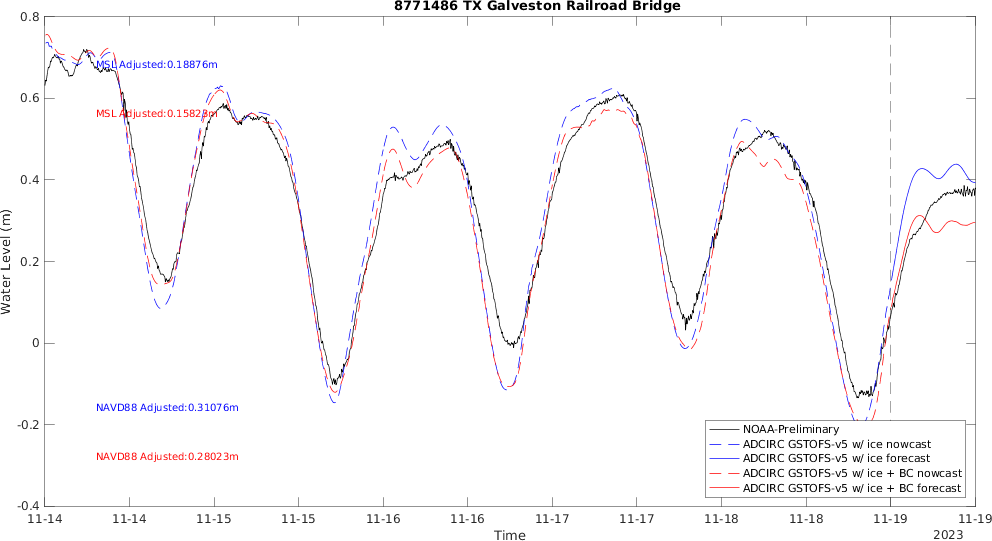 8771486 TX Galveston Railroad Bridge
0.8
0.6
0.4
0.2
0
-0.2
-0.4
Water Level (m)
MSL Adjusted:0.18876m
MSL Adjusted:0.15823m
NAVD88 Adjusted:0.31076m
NAVD88 Adjusted:0.28023m
NOAA-Preliminary
ADCIRC GSTOFS-v5 w/ ice nowcast
ADCIRC GSTOFS-v5 w/ ice forecast
ADCIRC GSTOFS-v5 w/ ice + BC nowcast
ADCIRC GSTOFS-v5 w/ ice + BC forecast
11-14 11-14 11-15 11-15 11-16 11-16 11-17 11-17 11-18 11-18 11-19 11-19
Time
2023